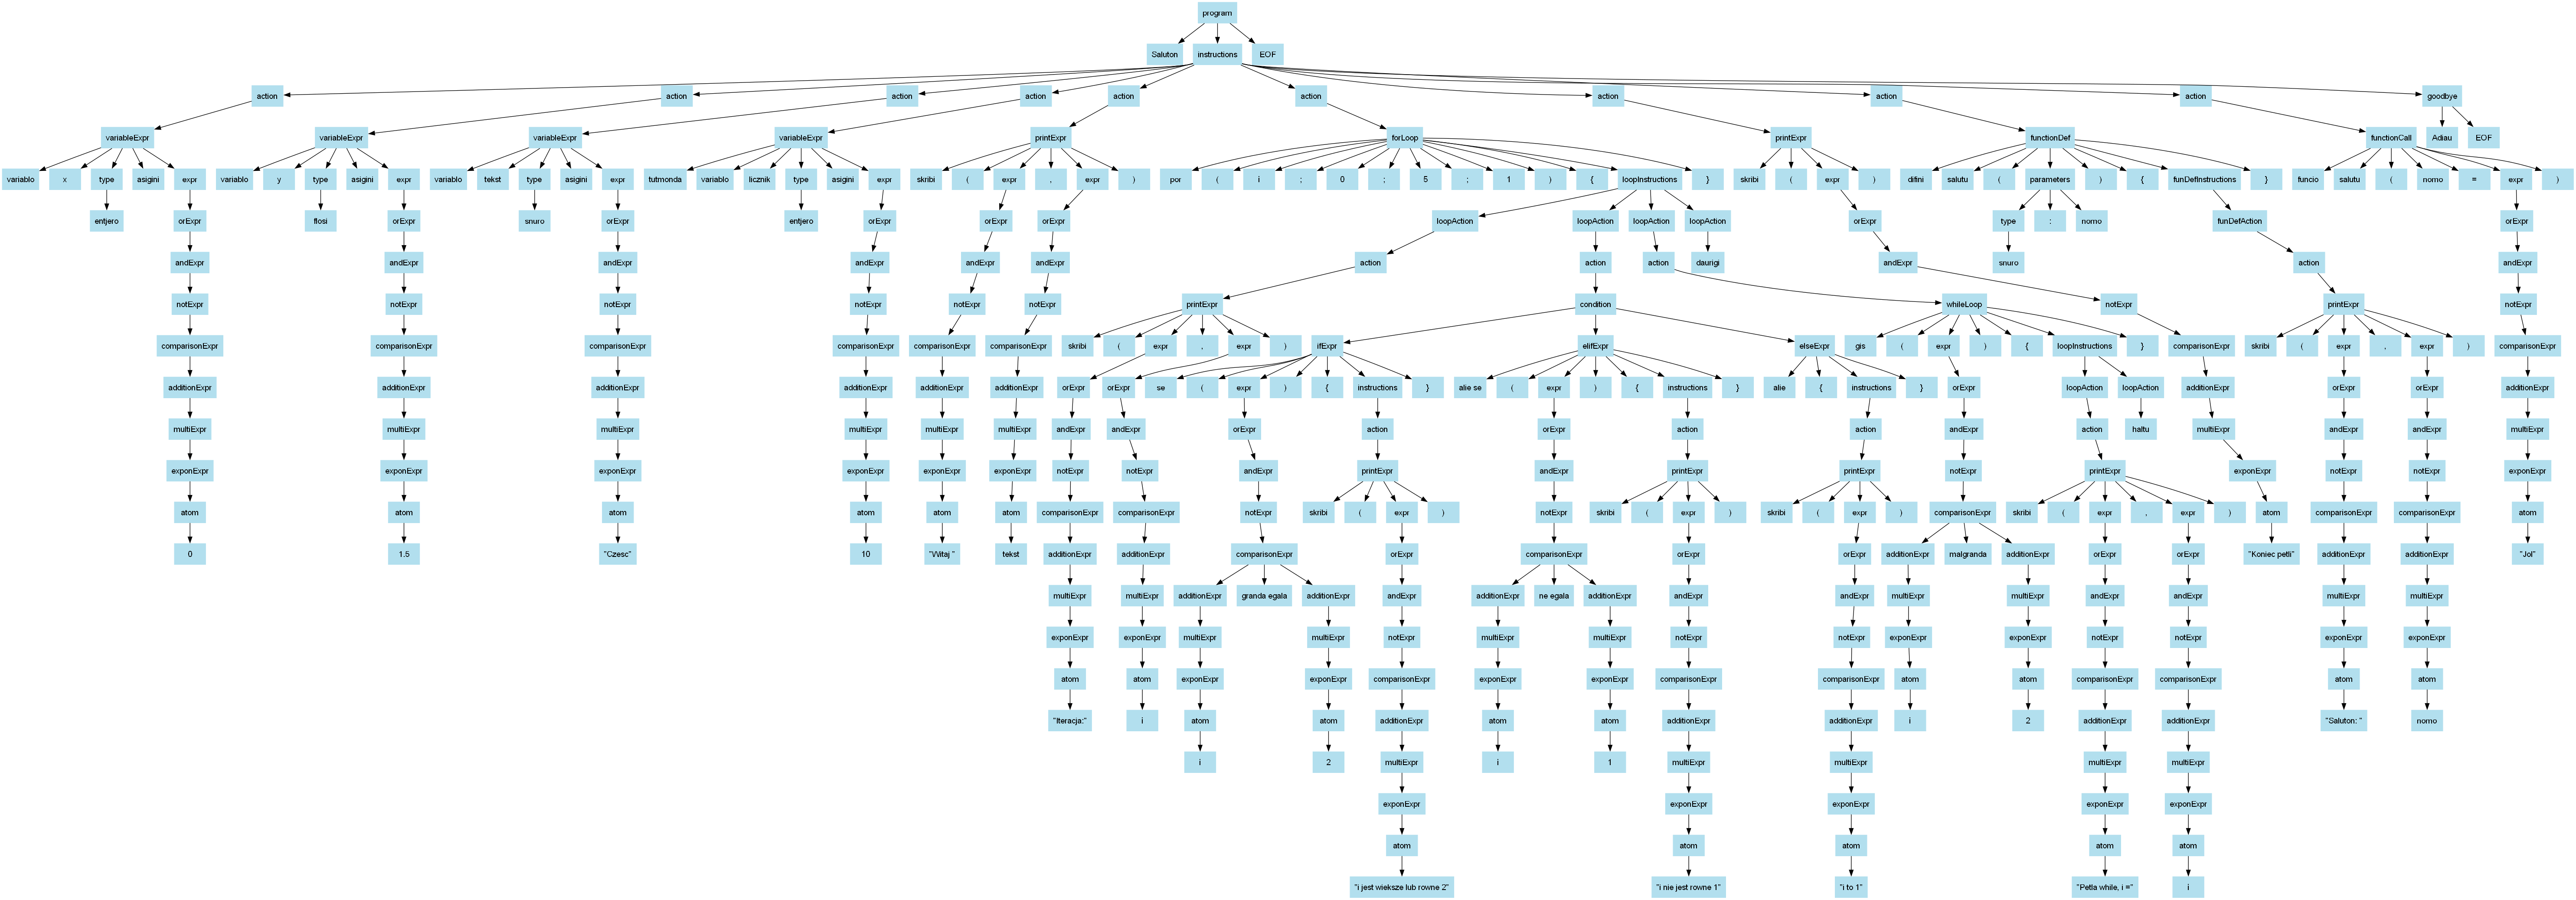 program
Saluton instructions EOF
action action action action action action action action action goodbye
variableExpr variableExpr variableExpr variableExpr printExpr forLoop printExpr functionDef functionCall Adiau EOF
variablo x type asigini expr variablo y type asigini expr variablo tekst type asigini expr tutmonda variablo licznik type asigini expr skribi ( expr , expr ) por ( i ; 0 ; 5 ; 1 ) { loopInstructions } skribi ( expr ) difini salutu ( parameters ) { funDefInstructions } funcio salutu ( nomo = expr )
entjero orExpr flosi orExpr snuro orExpr entjero orExpr orExpr orExpr loopAction loopAction loopAction loopAction orExpr type : nomo funDefAction orExpr
andExpr andExpr andExpr andExpr andExpr andExpr action action action daurigi andExpr snuro action andExpr
notExpr notExpr notExpr notExpr notExpr notExpr printExpr condition whileLoop notExpr printExpr notExpr
comparisonExpr comparisonExpr comparisonExpr comparisonExpr comparisonExpr comparisonExpr skribi ( expr , expr ) ifExpr elifExpr elseExpr gis ( expr ) { loopInstructions } comparisonExpr skribi ( expr , expr ) comparisonExpr
additionExpr additionExpr additionExpr additionExpr additionExpr additionExpr orExpr orExpr se ( expr ) { instructions } alie se ( expr ) { instructions } alie { instructions } orExpr loopAction loopAction additionExpr orExpr orExpr additionExpr
multiExpr multiExpr multiExpr multiExpr multiExpr multiExpr andExpr andExpr orExpr action orExpr action action andExpr action haltu multiExpr andExpr andExpr multiExpr
exponExpr exponExpr exponExpr exponExpr exponExpr exponExpr notExpr notExpr andExpr printExpr andExpr printExpr printExpr notExpr printExpr exponExpr notExpr notExpr exponExpr
atom atom atom atom atom atom comparisonExpr comparisonExpr notExpr skribi ( expr ) notExpr skribi ( expr ) skribi ( expr ) comparisonExpr skribi ( expr , expr ) atom comparisonExpr comparisonExpr atom
0 1.5 "Czesc" 10 "Witaj " tekst additionExpr additionExpr comparisonExpr orExpr comparisonExpr orExpr orExpr additionExpr malgranda additionExpr orExpr orExpr "Koniec petli" additionExpr additionExpr "Jol"
multiExpr multiExpr additionExpr granda egala additionExpr andExpr additionExpr ne egala additionExpr andExpr andExpr multiExpr multiExpr andExpr andExpr multiExpr multiExpr
exponExpr exponExpr multiExpr multiExpr notExpr multiExpr multiExpr notExpr notExpr exponExpr exponExpr notExpr notExpr exponExpr exponExpr
atom atom exponExpr exponExpr comparisonExpr exponExpr exponExpr comparisonExpr comparisonExpr atom atom comparisonExpr comparisonExpr atom atom
"Iteracja:" i atom atom additionExpr atom atom additionExpr additionExpr i 2 additionExpr additionExpr "Saluton: " nomo
i 2 multiExpr i 1 multiExpr multiExpr multiExpr multiExpr
exponExpr exponExpr exponExpr exponExpr exponExpr
atom atom atom atom atom
"i jest wieksze lub rowne 2" "i nie jest rowne 1" "i to 1" "Petla while, i =" i